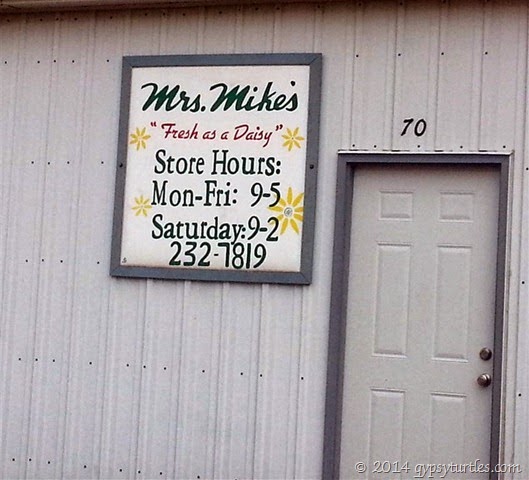 Mrs. Mike's
"Fresh as a Daisy"
Store Hours:
Mon-Fri: 9-5
Saturday: 9-2
232-7819
70
© 2014 gypsyturtles.com